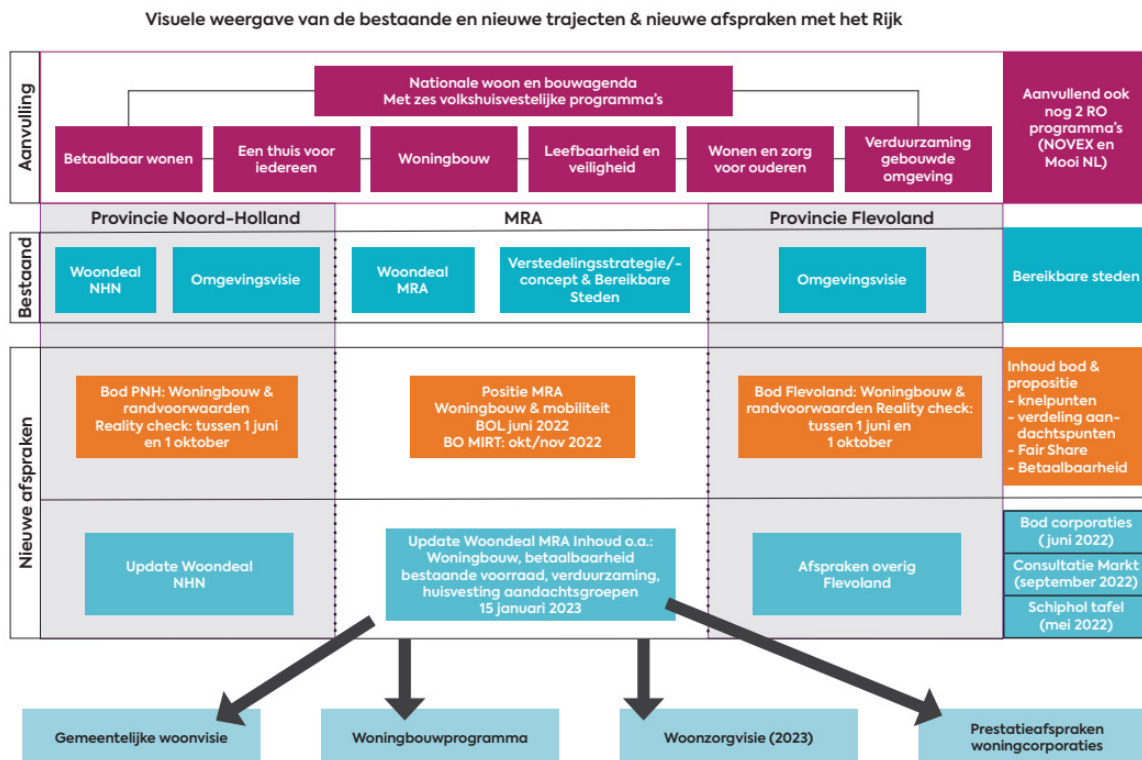 Visuele weergave van de bestaande en nieuwe trajecten & nieuwe afspraken met het Rijk
Aanvulling
Nationale woon en bouwagenda
Met zes volkshuisvestelijke programma's
Betaalbaar wonen
Een thuis voor
iedereen
Woningbouw
Leefbaarheid en
veiligheid
Wonen en zorg
voor ouderen
Verduurzaming
gebouwde
omgeving
Aanvullend ook
nog 2 RO
programma's
(NOVEX en
Mooi NL)
Provincie Noord-Holland
MRA
Provincie Flevoland
Bestaand
Woondeal
NHN
Omgevingsvisie
Woondeal
MRA
Verstedelingsstrategie/-
concept & Bereikbare
Steden
Omgevingsvisie
Bereikbare steden
Nieuwe afspraken
Bod PNH: Woningbouw &
randvoorwaarden
Reality check: tussen 1 juni
en 1 oktober
Positie MRA
Woningbouw & mobiliteit
BOL juni 2022
BO MIRT: okt/nov 2022
Bod Flevoland: Woningbouw &
randvoorwaarden Reality check:
tussen 1 juni en
1 oktober
Inhoud bod &
propositie
- knelpunten
- verdeling aan-
dachtspunten
- Fair Share
- Betaalbaarheid
Update Woondeal
NHN
Update Woondeal MRA Inhoud o.a.:
Woningbouw, betaalbaarheid
bestaande voorraad, verduurzaming,
huisvesting aandachtsgroepen
15 januari 2023
Afspraken overig
Flevoland
Bod corporaties
(juni 2022)
Consultatie Markt
(september 2022)
Schiphol tafel
(mei 2022)
Gemeentelijke woonvisie
Woningbouwprogramma
Woonzorgvisie (2023)
Prestatieafspraken
woningcorporaties